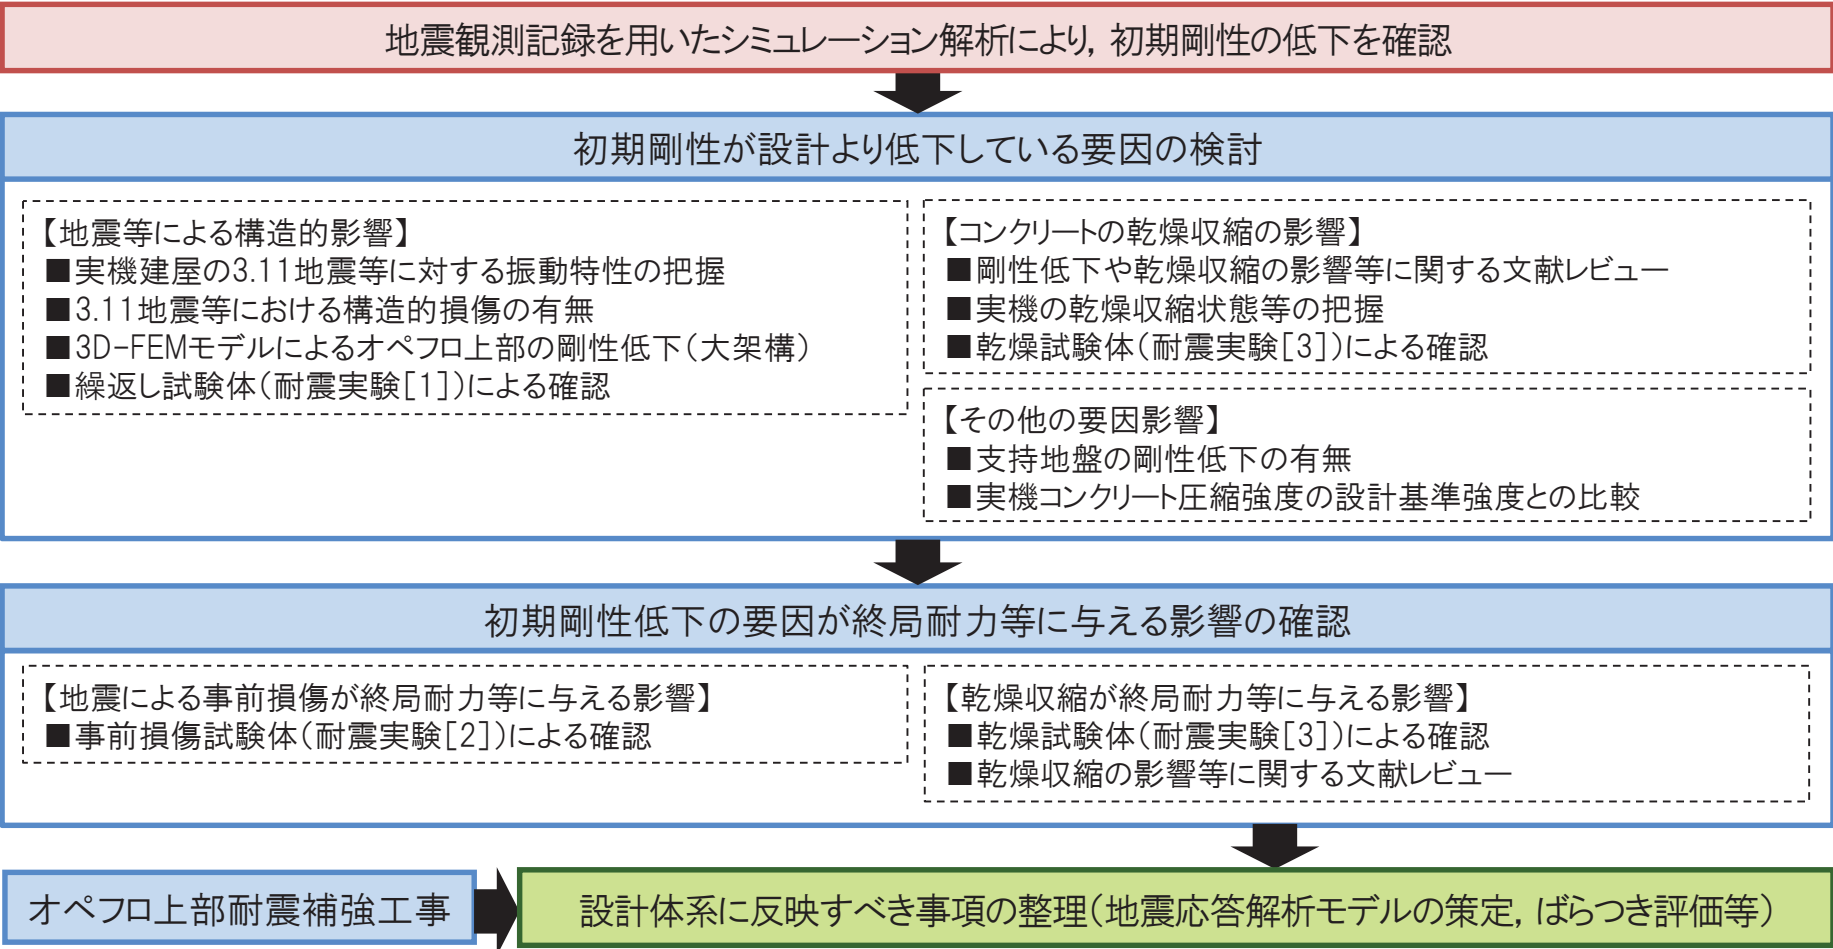 地震観測記録を用いたシミュレーション解析により, 初期剛性の低下を確認
初期剛性が設計より低下している要因の検討
【地震等による構造的影響】
■実機建屋の3.11地震等に対する振動特性の把握
■3.11地震等における構造的損傷の有無
■3D-FEMモデルによるオペフロ上部の剛性低下(大架構)
■繰返し試験体(耐震実験[1])による確認
【コンクリートの乾燥収縮の影響】
■剛性低下や乾燥収縮の影響等に関する文献レビュー
■実機の乾燥収縮状態等の把握
■乾燥試験体(耐震実験[3])による確認
【その他の要因影響】
■支持地盤の剛性低下の有無
■実機コンクリート圧縮強度の設計基準強度との比較
初期剛性低下の要因が終局耐力等に与える影響の確認
【地震による事前損傷が終局耐力等に与える影響】
■事前損傷試験体(耐震実験[2])による確認
【乾燥収縮が終局耐力等に与える影響】
■乾燥試験体(耐震実験[3])による確認
■乾燥収縮の影響等に関する文献レビュー
オペフロ上部耐震補強工事
設計体系に反映すべき事項の整理(地震応答解析モデルの策定, ばらつき評価等)